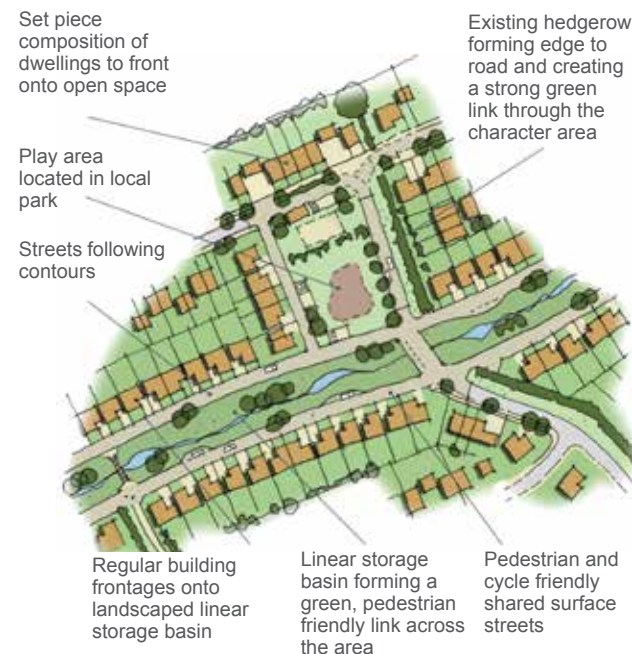 Set piece
composition of
dwellings to front
onto open space
Existing hedgerow
forming edge to
road and creating
a strong green
link through the
character area
Play area
located in local
park
Streets following
contours
Regular building
frontages onto
landscaped linear
storage basin
Linear storage
basin forming a
green, pedestrian
friendly link across
the area
Pedestrian and
cycle friendly
shared surface
streets